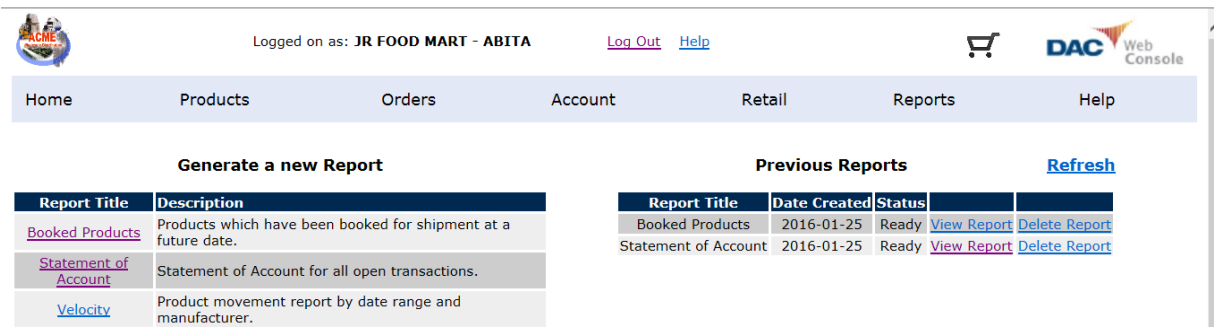 ACME
Logged on as: JR FOOD MART - ABITA
Log Out Help
DAC Web Console
Home Products Orders Account Retail Reports Help
Generate a new Report
Report Title Description
Booked Products Products which have been booked for shipment at a future date.
Statement of Account Statement of Account for all open transactions.
Velocity Product movement report by date range and manufacturer.
Previous Reports Refresh
Report Title Date Created Status
Booked Products 2016-01-25 Ready View Report Delete Report
Statement of Account 2016-01-25 Ready View Report Delete Report